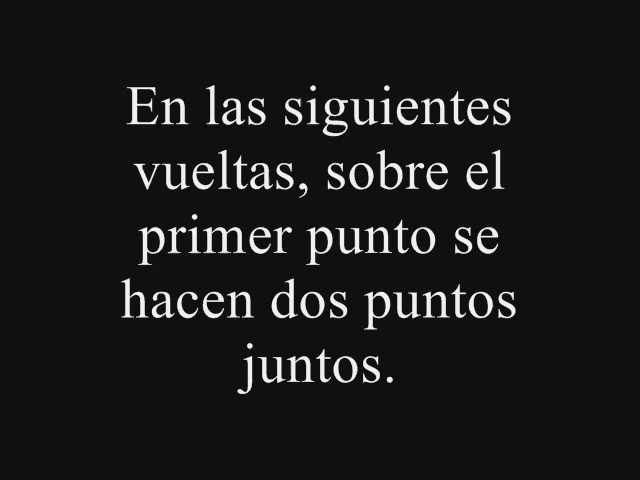 En las siguientes
vueltas, sobre el
primer punto se
hacen dos puntos
juntos.